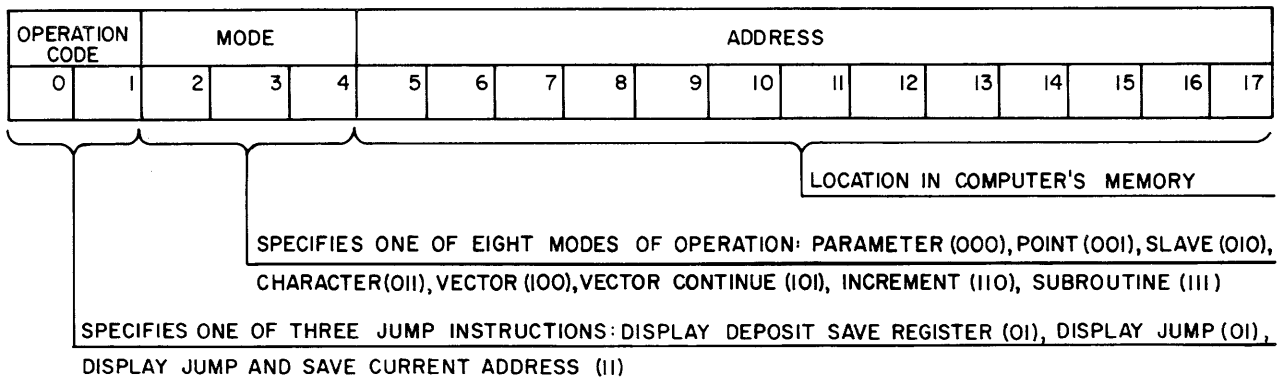 OPERATION CODE
MODE
ADDRESS
0 1 2 3 4 5 6 7 8 9 10 11 12 13 14 15 16 17
LOCATION IN COMPUTER'S MEMORY
SPECIFIES ONE OF EIGHT MODES OF OPERATION: PARAMETER (000), POINT (001), SLAVE (010),
CHARACTER (011), VECTOR (100), VECTOR CONTINUE (101), INCREMENT (110), SUBROUTINE (111)
SPECIFIES ONE OF THREE JUMP INSTRUCTIONS: DISPLAY DEPOSIT SAVE REGISTER (01), DISPLAY JUMP (01),
DISPLAY JUMP AND SAVE CURRENT ADDRESS (11)